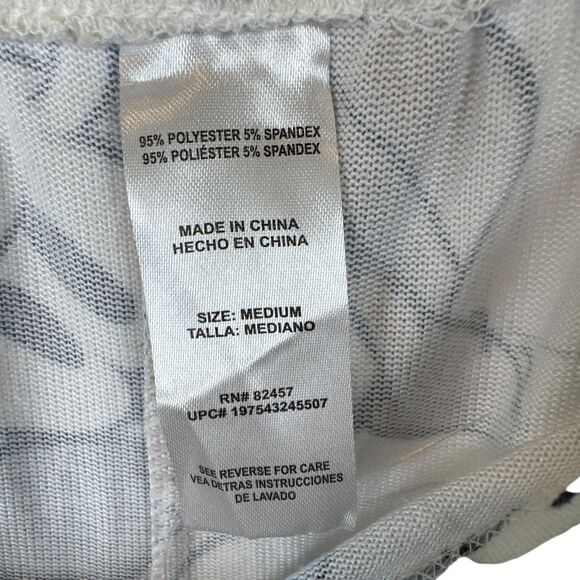 95% POLYESTER 5% SPANDEX
95% POLIÉSTER 5% SPANDEX
MADE IN CHINA
HECHO EN CHINA
SIZE: MEDIUM
TALLA: MEDIANO
RN# 82457
UPC# 197543245507
SEE REVERSE FOR CARE
VEA DETRAS INSTRUCCIONES
DE LAVADO